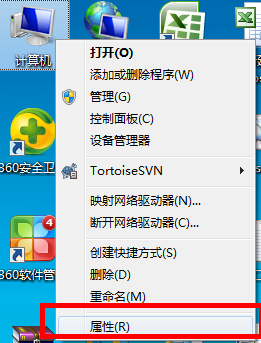 计算机
打开(O)
添加或删除程序(W)
管理(G)
控制面板(C)
设备管理器
360安全卫
TortoiseSVN
映射网络驱动器(N)...
断开网络驱动器(C)...
创建快捷方式(S)
4
删除(D)
360软件管
重命名(M)
属性(R)